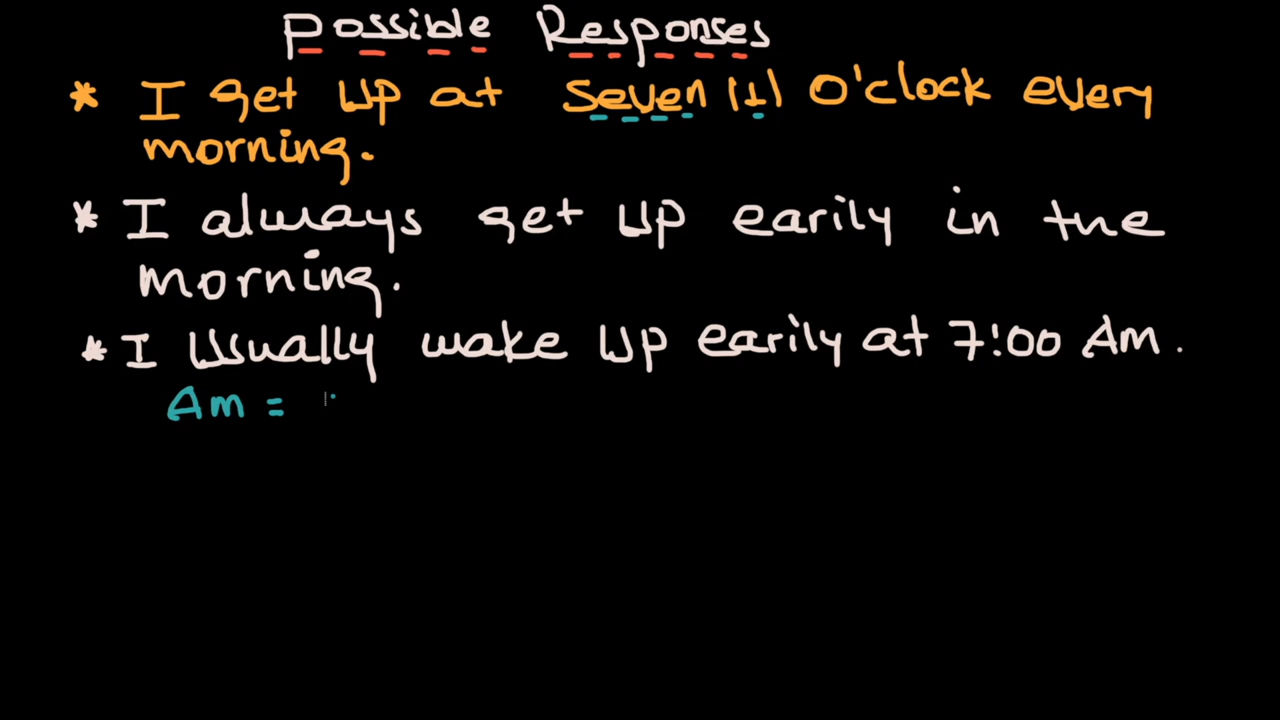 Possible Responses
* I get up at seven |t| O'clock every
morning.
* I always get up earily in the
morning.
* I Usually wake up earily at 7:00 Am.
Am =